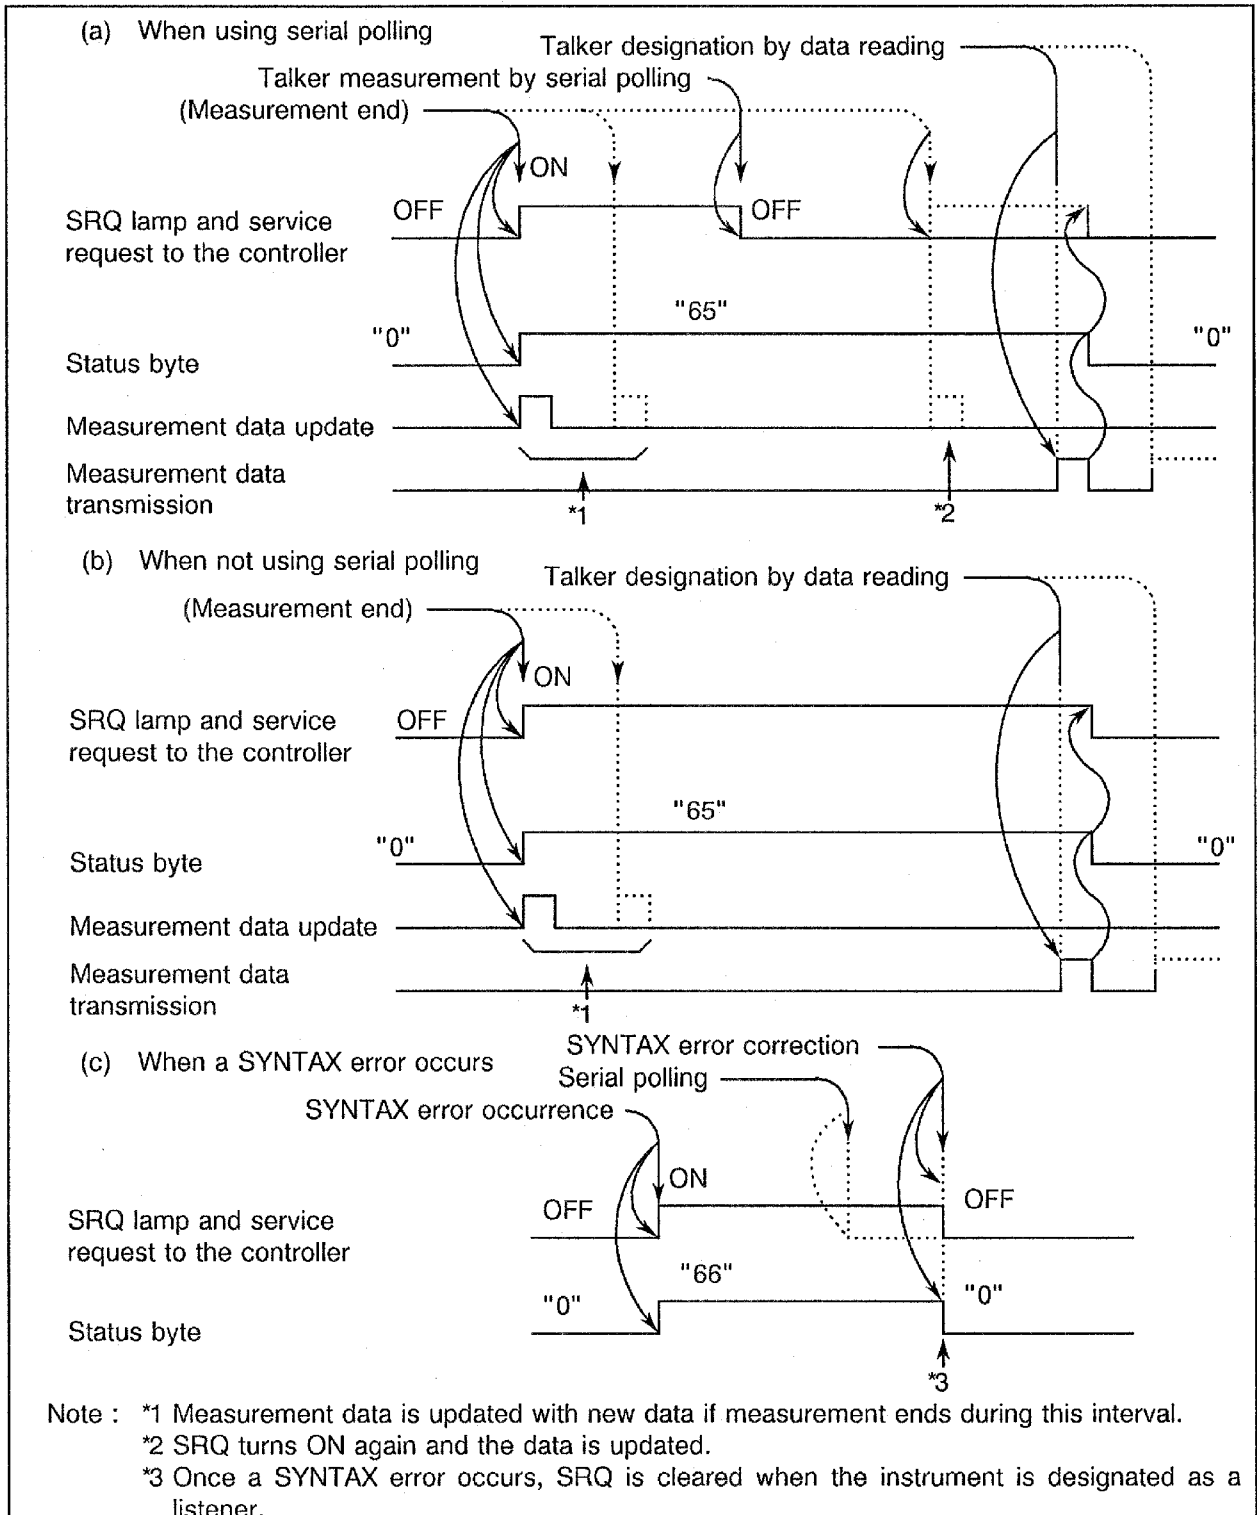 (a) When using serial polling
Talker designation by data reading
Talker measurement by serial polling
(Measurement end)
ON
OFF
OFF
SRQ lamp and service
request to the controller
"65"
"0"
"0"
Status byte
Measurement data update
Measurement data
transmission
*1
*2
(b) When not using serial polling
Talker designation by data reading
(Measurement end)
ON
OFF
SRQ lamp and service
request to the controller
"65"
"0"
"0"
Status byte
Measurement data update
Measurement data
transmission
*1
SYNTAX error correction
(c) When a SYNTAX error occurs
Serial polling
SYNTAX error occurrence
ON
OFF
OFF
SRQ lamp and service
request to the controller
"66"
"0"
"0"
Status byte
*3
Note : *1 Measurement data is updated with new data if measurement ends during this interval.
*2 SRQ turns ON again and the data is updated.
*3 Once a SYNTAX error occurs, SRQ is cleared when the instrument is designated as a
listener.